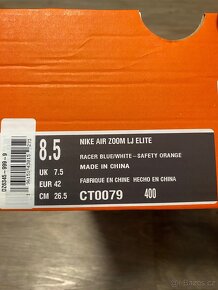 8.5
UK 7.5
EUR 42
CM 26.5
NIKE AIR ZOOM LJ ELITE
RACER BLUE/WHITE-SAFETY ORANGE
MADE IN CHINA
FABRIQUE EN CHINE HECHO EN CHINA
CT0079 400